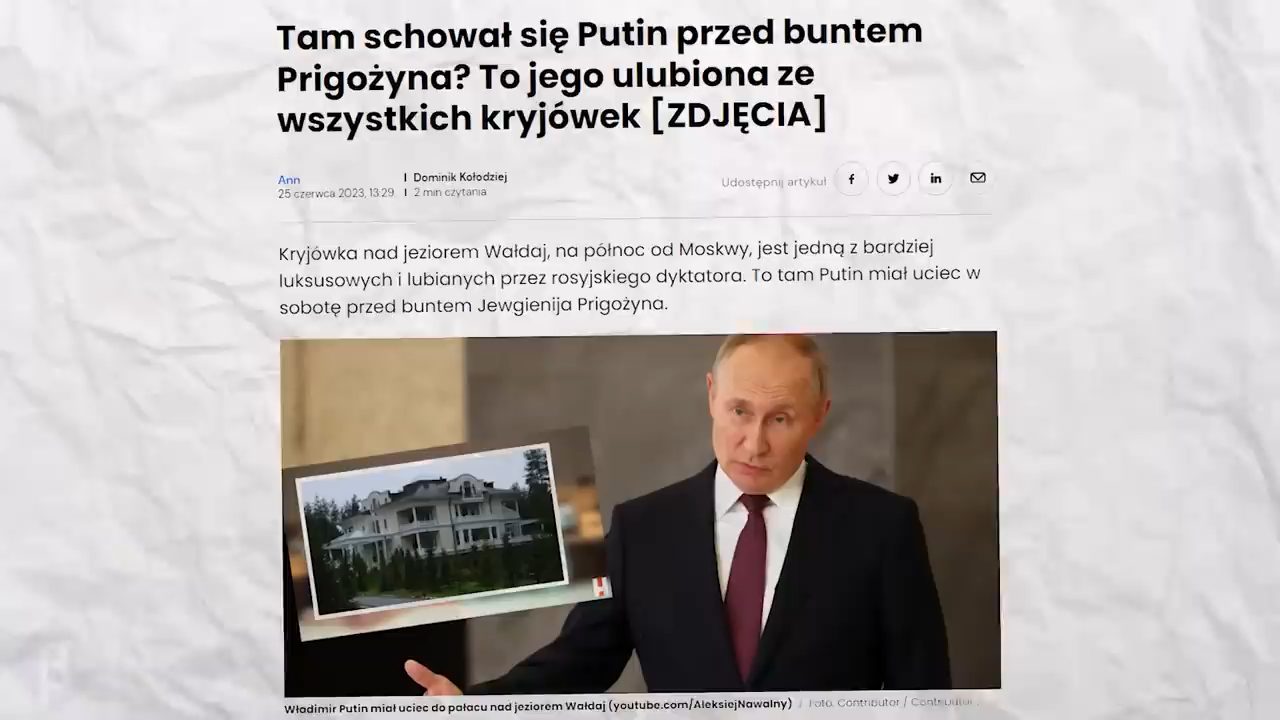 Tam schował się Putin przed buntem
Prigożyna? To jego ulubiona ze
wszystkich kryjówek [ZDJĘCIA]
Ann
25 czerwca 2023, 13:29
Dominik Kołodziej
2 min czytania
Udostępnij artykuł
Kryjówka nad jeziorem Wałdaj, na północ od Moskwy, jest jedną z bardziej
luksusowych i lubianych przez rosyjskiego dyktatora. To tam Putin miał uciec w
sobotę przed buntem Jewgienija Prigożyna.
Władimir Putin miał uciec do pałacu nad jeziorem Wałdaj (youtube.com/AleksiejNawalny) / Foto: Contributor / Contributor